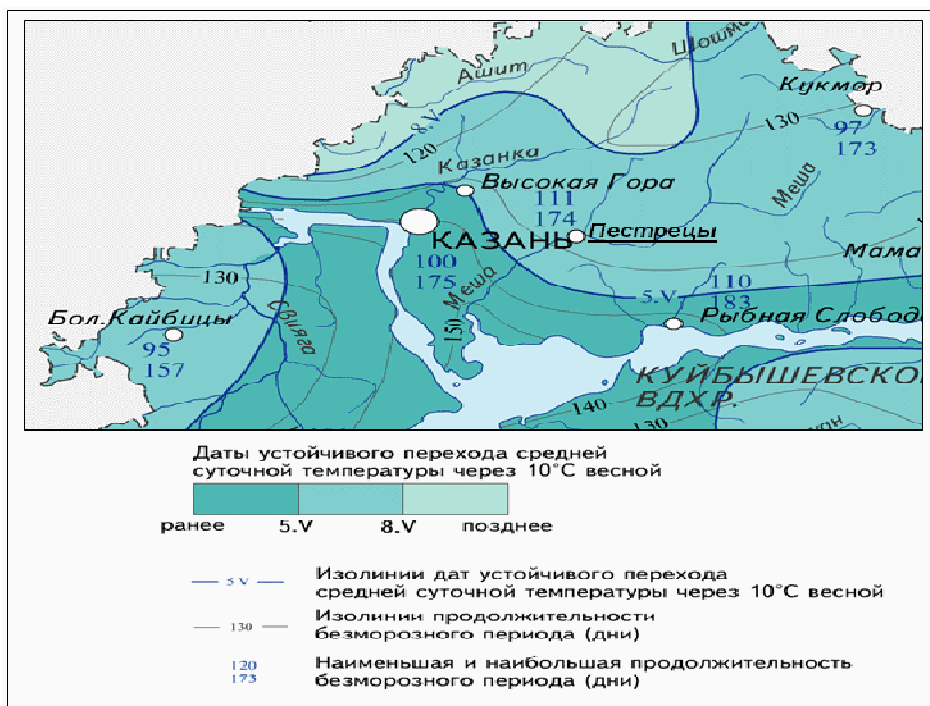 Шошма
Ашит
Кукмор
8.V
130
97
173
120
Казанка
Меша
Высокая Гора
111
174
Пестрецы
КАЗАНЬ
Мама
100
175
Меша
130
5.V
110
183
Бол.Кайбицы
Свияга
150
Рыбная Слобод
95
157
КУЙБЫШЕВСКО
ВДХР.
140
130
Даты устойчивого перехода средней
суточной температуры через 10°С весной
ранее 5.V 8.V позднее
5 V
Изолинии дат устойчивого перехода
средней суточной температуры через 10°С весной
130
Изолинии продолжительности
безморозного периода (дни)
120
173
Наименьшая и наибольшая продолжительность
безморозного периода (дни)